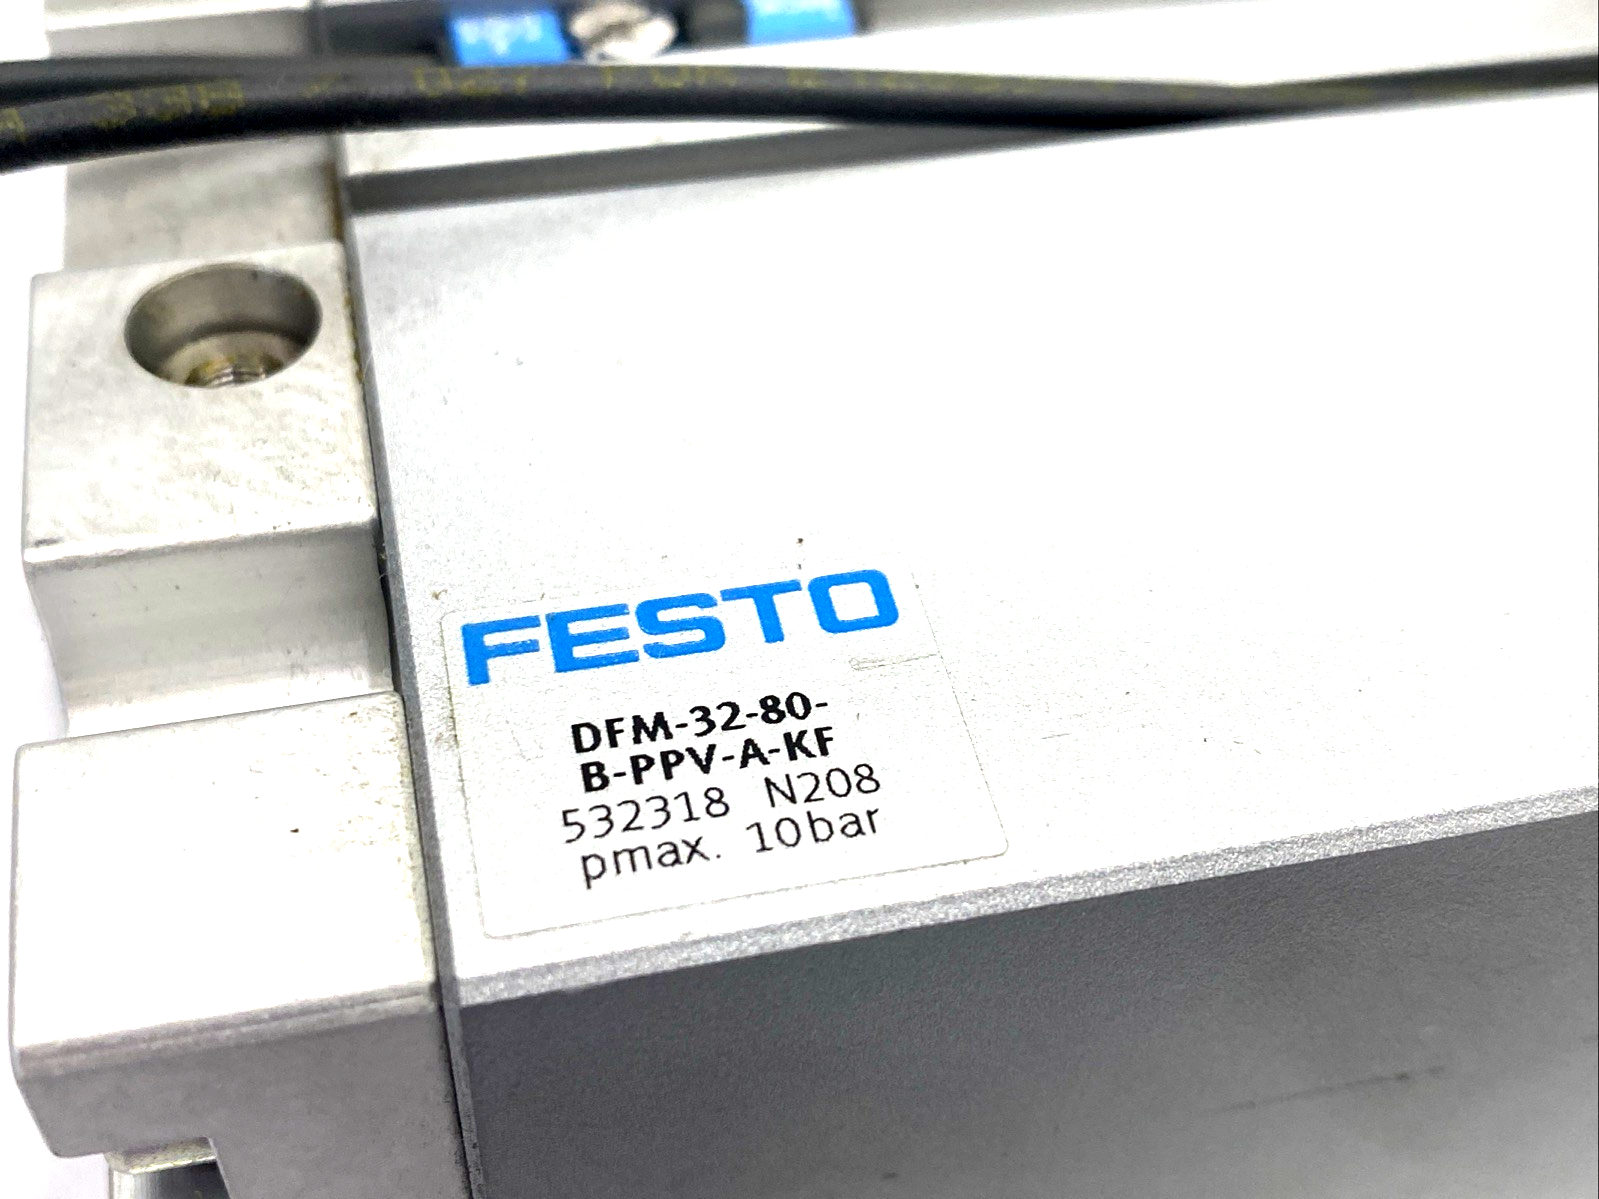 FESTO
DFM-32-80-
B-PPV-A-KF
532318 N208
pmax. 10bar